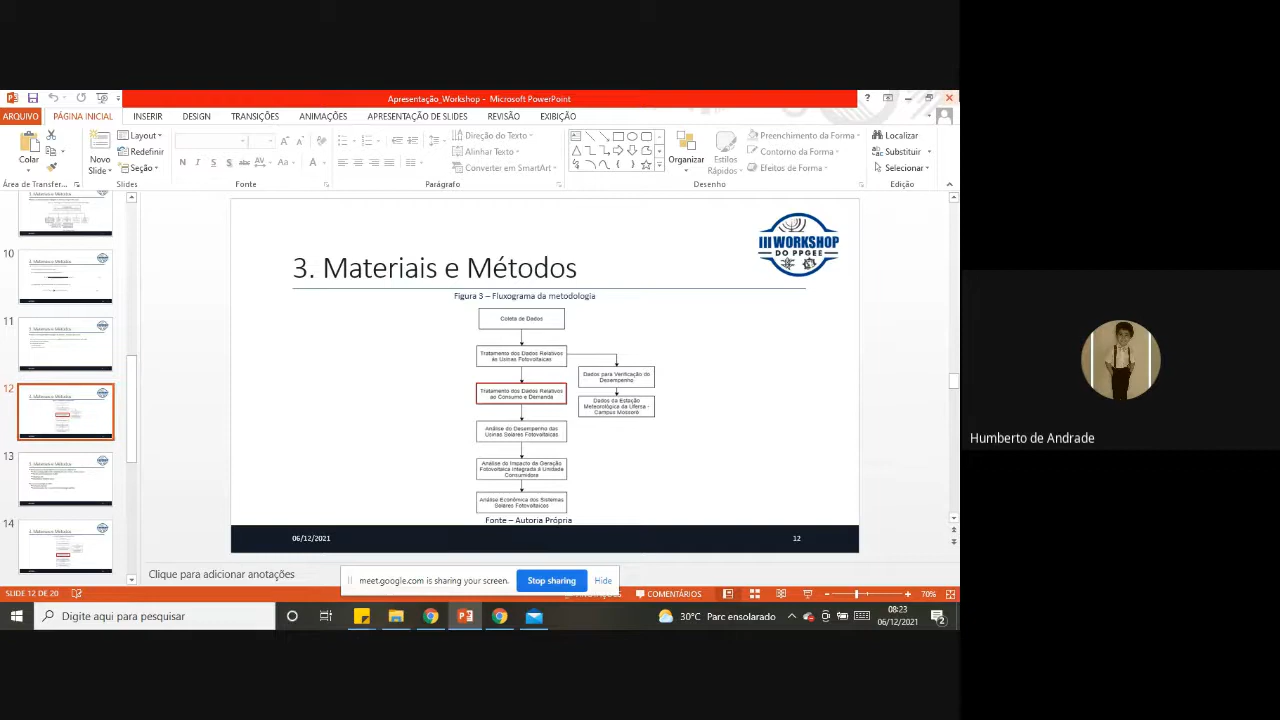 Apresentação_Workshop - Microsoft PowerPoint
ARQUIVO PÁGINA INICIAL INSERIR DESIGN TRANSIÇÕES ANIMAÇÕES APRESENTAÇÃO DE SLIDES REVISÃO EXIBIÇÃO
Colar
Novo Slide
Layout
Redefinir
Seção
Direção do Texto
Alinhar Texto
Converter em SmartArt
Organizar
Estilos Rápidos
Preenchimento da Forma
Contorno da Forma
Efeitos de Forma
Localizar
Substituir
Selecionar
Área de Transfer... Slides Fonte Parágrafo Desenho Edição
10
11
12
13
14
III WORKSHOP
DO PPGEE
3. Materiais e Métodos
Figura 3 – Fluxograma da metodologia
Coleta de Dados
Tratamento dos Dados Relativos
às Usinas Fotovoltaicas
Dados para Verificação do
Desempenho
Tratamento dos Dados Relativos
ao Consumo e Demanda
Dados da Estação
Meteorológica da Ufersa -
Campus Mossoró
Análise do Desempenho das
Usinas Solares Fotovoltaicas
Análise do Impacto da Geração
Fotovoltaica Integrada à Unidade
Consumidora
Análise Econômica dos Sistemas
Solares Fotovoltaicos
Fonte – Autoria Própria
06/12/2021 12
Clique para adicionar anotações
meet.google.com is sharing your screen. Stop sharing Hide
SLIDE 12 DE 20 COMENTÁRIOS 70%
Digite aqui para pesquisar
30°C Parc ensolarado
08:23
06/12/2021
2
Humberto de Andrade